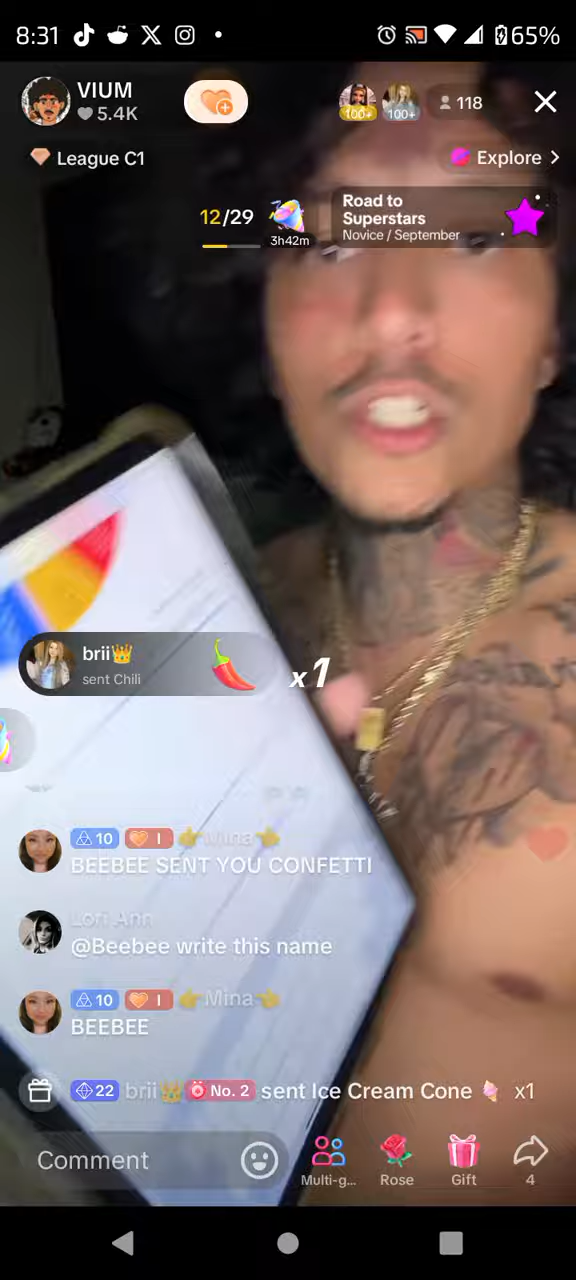 8:31
65%
VIUM
5.4K
100+
100+
118
League C1
Explore
12/29
3h42m
Road to
Superstars
Novice / September
brii
sent Chili
x1
10 I Mina
BEEBEE SENT YOU CONFETTI
Lori Ann
@Beebee write this name
10 I Mina
BEEBEE
22 brii No. 2 sent Ice Cream Cone x1
Comment
Multi-g...
Rose
Gift
4